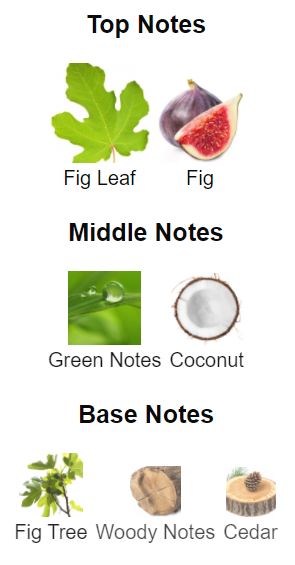 Top Notes
Fig Leaf Fig
Middle Notes
Green Notes Coconut
Base Notes
Fig Tree Woody Notes Cedar